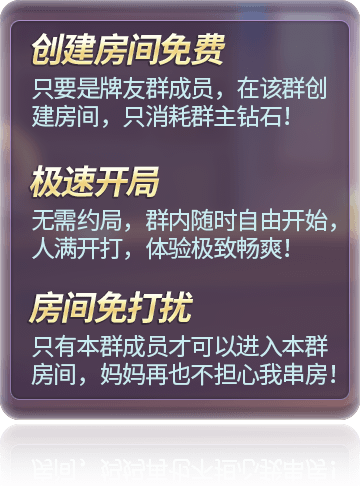 创建房间免费
只要是牌友群成员，在该群创
建房间，只消耗群主钻石！
极速开局
无需约局，群内随时自由开始，
人满开打，体验极致畅爽！
房间免打扰
只有本群成员才可以进入本群
房间，妈妈再也不担心我串房！